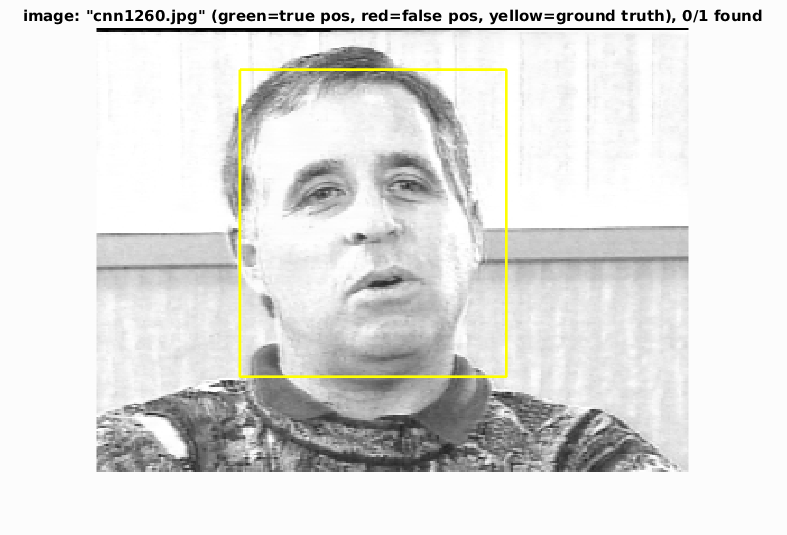 image: "cnn1260.jpg" (green=true pos, red=false pos, yellow=ground truth), 0/1 found